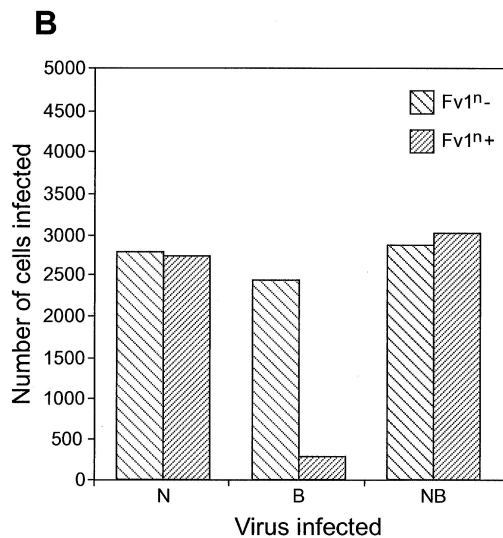 B
5000
4500
4000
3500
3000
2500
2000
1500
1000
500
0
Number of cells infected
Fv1ⁿ-
Fv1ⁿ+
N B NB
Virus infected